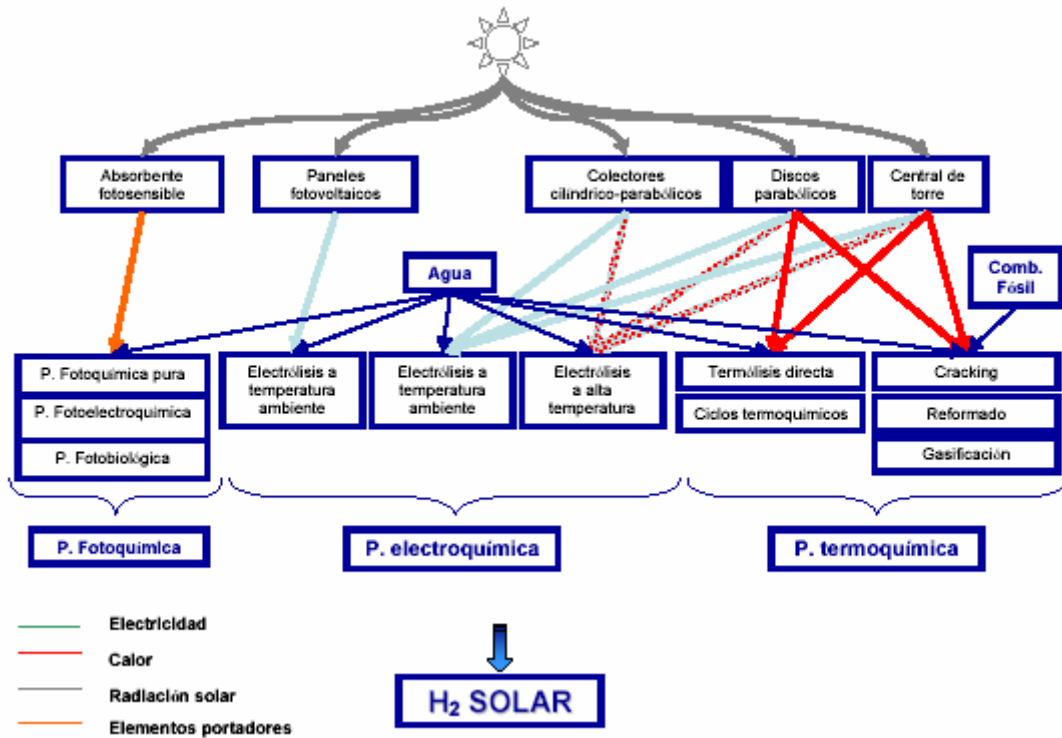 Absorbente
fotosensible
Paneles
fotovoltaicos
Colectores
cilíndrico-parabólicos
Discos
parabólicos
Central de
torre
Agua
Comb.
Fósil
P. Fotoquímica pura
P. Fotoelectroquímica
P. Fotobiológica
Electrólisis a
temperatura
ambiente
Electrólisis a
temperatura
ambiente
Electrólisis
a alta
temperatura
Termólisis directa
Ciclos termoquímicos
Cracking
Reformado
Gasificación
P. Fotoquímica
P. electroquímica
P. termoquímica
Electricidad
Calor
Radiación solar
Elementos portadores
H₂ SOLAR